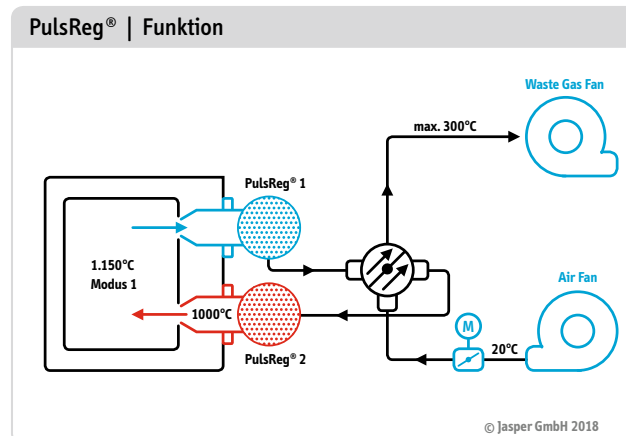 PulsReg® | Funktion
Waste Gas Fan
max. 300°C
PulsReg® 1
1.150°C
Modus 1
1000°C
Air Fan
M
20°C
PulsReg® 2
© Jasper GmbH 2018